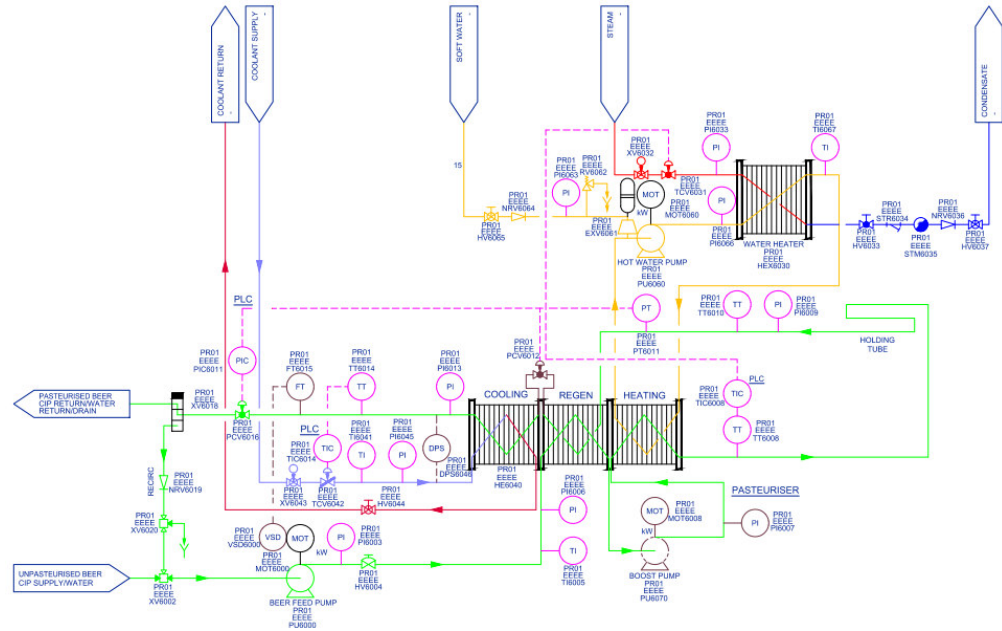 COOLANT RETURN
-
COOLANT SUPPLY
-
SOFT WATER
-
STEAM
-
CONDENSATE
-
15
PR01
EEEE
PI6063
PI
PR01
EEEE
RV6062
PR01
EEEE
XV6032
TCV6031
PR01
EEEE
PI6033
PI
PR01
EEEE
TI6067
TI
PR01
EEEE
NRV6064
PR01
EEEE
HV6065
PR01
EEEE
EXV6061
MOT
kW
PR01
EEEE
MOT6060
PI
PR01
EEEE
PI6066
HOT WATER PUMP
PR01
EEEE
PU6060
WATER HEATER
PR01
EEEE
HEX6030
PR01
EEEE
HV6033
PR01
EEEE
STR6034
PR01
EEEE
STM6035
PR01
EEEE
NRV6036
PR01
EEEE
HV6037
PLC
PR01
EEEE
PIC6011
PIC
PR01
EEEE
FT6015
FT
PR01
EEEE
TT6014
TT
PR01
EEEE
PI6013
PI
PR01
EEEE
PCV6012
PT
PR01
EEEE
PT6011
PR01
EEEE
TT6010
TT
PR01
EEEE
PI6009
PI
HOLDING
TUBE
PASTEURISED BEER
CIP RETURN/WATER
RETURN/DRAIN
PR01
EEEE
XV6018
PR01
EEEE
PCV6016
PLC
PR01
EEEE
TIC6014
TIC
PR01
EEEE
TI6041
TI
PR01
EEEE
PI6045
PI
DPS
PR01
EEEE
DPS6046
COOLING
REGEN
HEATING
PR01
EEEE
HE6040
PR01
EEEE
TIC6008
TIC
PLC
TT
PR01
EEEE
TT6008
PR01
EEEE
XV6043
PR01
EEEE
TCV6042
PR01
EEEE
HV6044
RECIRC
PR01
EEEE
NRV6019
PR01
EEEE
XV6020
PR01
EEEE
VSD6000
VSD
MOT
kW
PR01
EEEE
MOT6000
PI
PR01
EEEE
PI6003
PR01
EEEE
HV6004
PR01
EEEE
PI6006
PI
TI
PR01
EEEE
TI6005
MOT
kW
PR01
EEEE
MOT6008
PASTEURISER
PI
PR01
EEEE
PI6007
BOOST PUMP
PR01
EEEE
PU6070
UNPASTEURISED BEER
CIP SUPPLY/WATER
PR01
EEEE
XV6002
BEER FEED PUMP
PR01
EEEE
PU6000